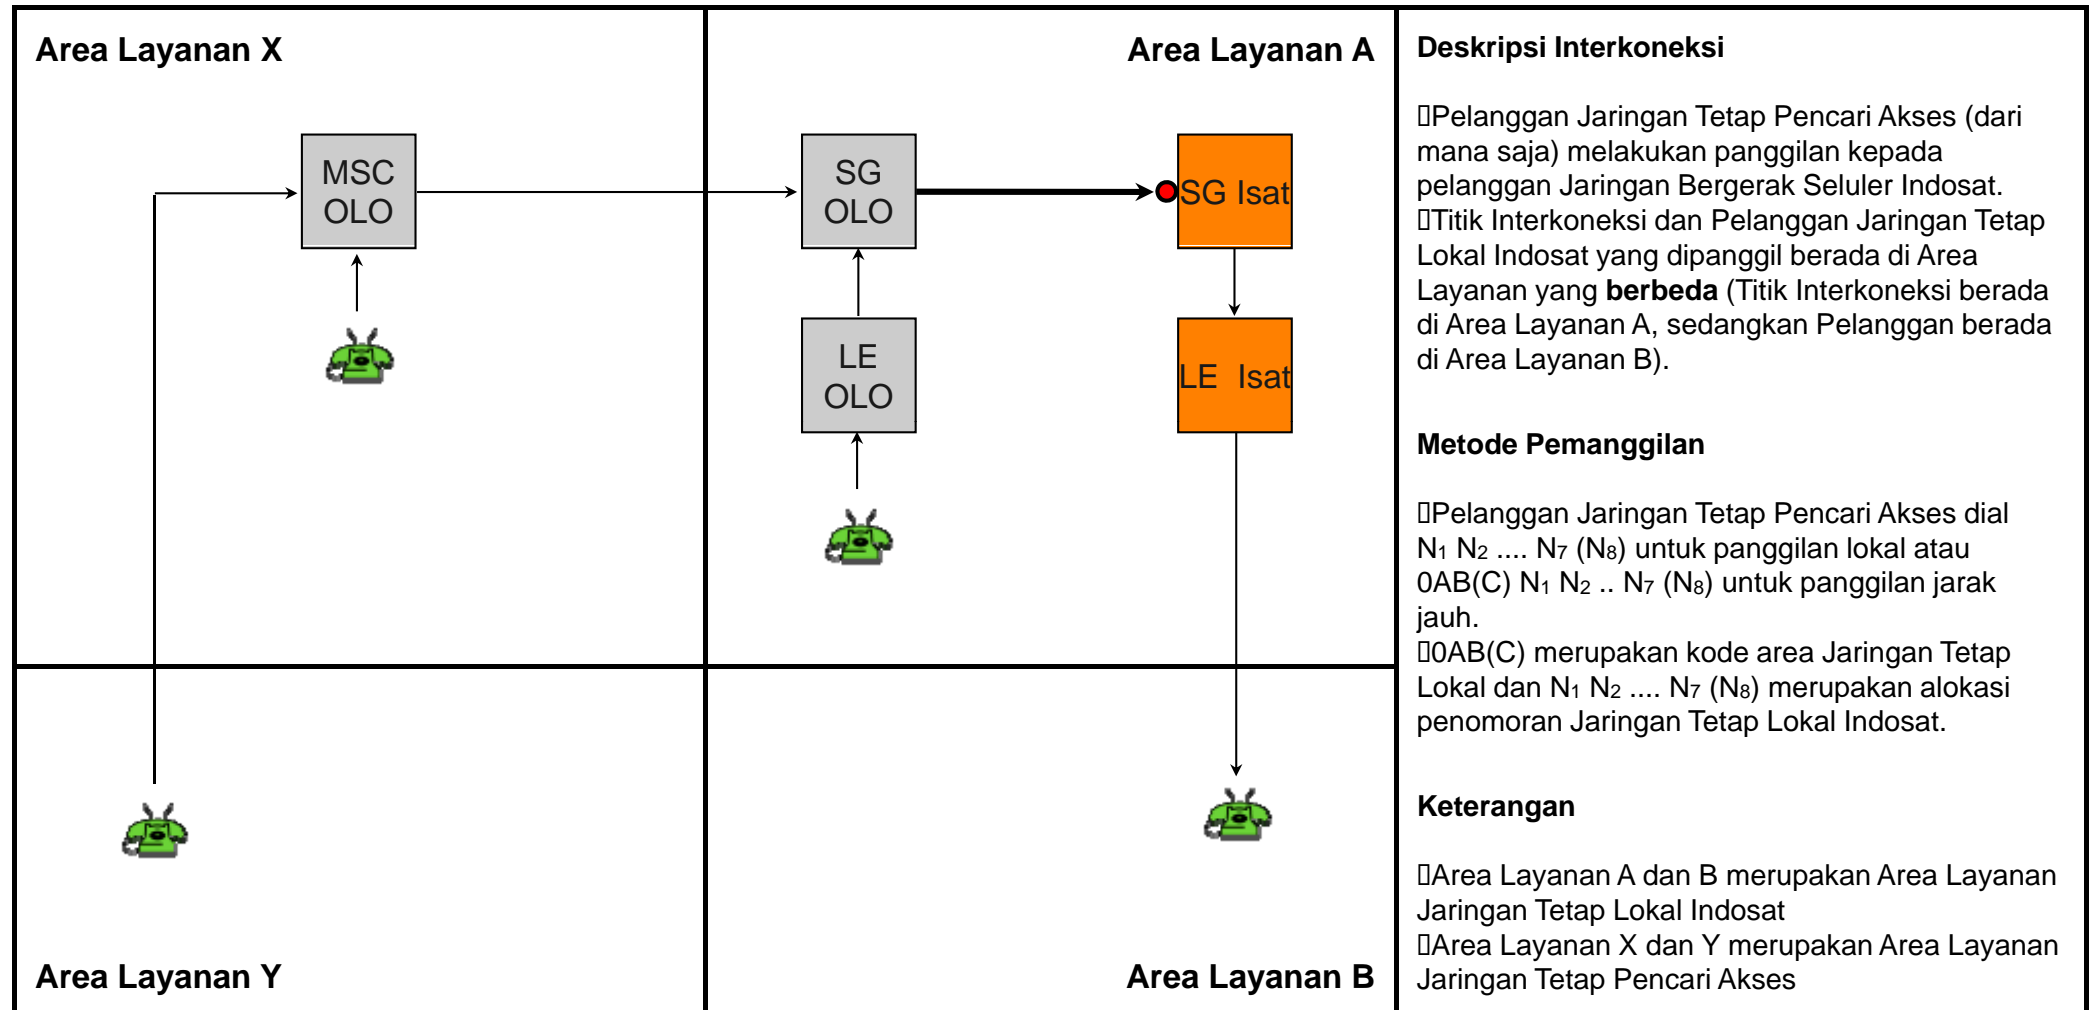 Area Layanan X
Area Layanan A
MSC
OLO
SG
OLO
SG Isat
LE
OLO
LE Isat
Area Layanan Y
Area Layanan B
Deskripsi Interkoneksi
Pelanggan Jaringan Tetap Pencari Akses (dari
mana saja) melakukan panggilan kepada
pelanggan Jaringan Bergerak Seluler Indosat.
Titik Interkoneksi dan Pelanggan Jaringan Tetap
Lokal Indosat yang dipanggil berada di Area
Layanan yang berbeda (Titik Interkoneksi berada
di Area Layanan A, sedangkan Pelanggan berada
di Area Layanan B).
Metode Pemanggilan
Pelanggan Jaringan Tetap Pencari Akses dial
N₁ N₂ .... N₇ (N₈) untuk panggilan lokal atau
0AB(C) N₁ N₂ .. N₇ (N₈) untuk panggilan jarak
jauh.
0AB(C) merupakan kode area Jaringan Tetap
Lokal dan N₁ N₂ .... N₇ (N₈) merupakan alokasi
penomoran Jaringan Tetap Lokal Indosat.
Keterangan
Area Layanan A dan B merupakan Area Layanan
Jaringan Tetap Lokal Indosat
Area Layanan X dan Y merupakan Area Layanan
Jaringan Tetap Pencari Akses